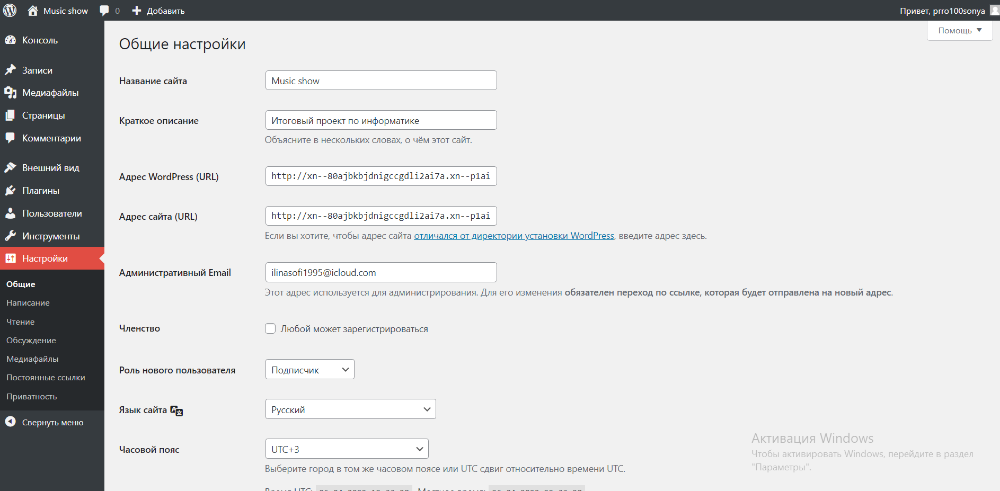 Music show 0 Добавить Привет, prro100sonya
Помощь
Консоль
Записи
Медиафайлы
Страницы
Комментарии
Внешний вид
Плагины
Пользователи
Инструменты
Настройки
Общие
Написание
Чтение
Обсуждение
Медиафайлы
Постоянные ссылки
Приватность
Свернуть меню
Общие настройки
Название сайта Music show
Краткое описание Итоговый проект по информатике
Объясните в нескольких словах, о чём этот сайт.
Адрес WordPress (URL) http://xn--80ajbkbjdnigccgdli2ai7a.xn--p1ai
Адрес сайта (URL) http://xn--80ajbkbjdnigccgdli2ai7a.xn--p1ai
Если вы хотите, чтобы адрес сайта отличался от директории установки WordPress, введите адрес здесь.
Административный Email ilinasofi1995@icloud.com
Этот адрес используется для администрирования. Для его изменения обязателен переход по ссылке, которая будет отправлена на новый адрес.
Членство Любой может зарегистрироваться
Роль нового пользователя Подписчик
Язык сайта Русский
Часовой пояс UTC+3
Выберите город в том же часовом поясе или UTC сдвиг относительно времени UTC.
Время UTC: Местное время:
Активация Windows
Чтобы активировать Windows, перейдите в раздел
"Параметры".